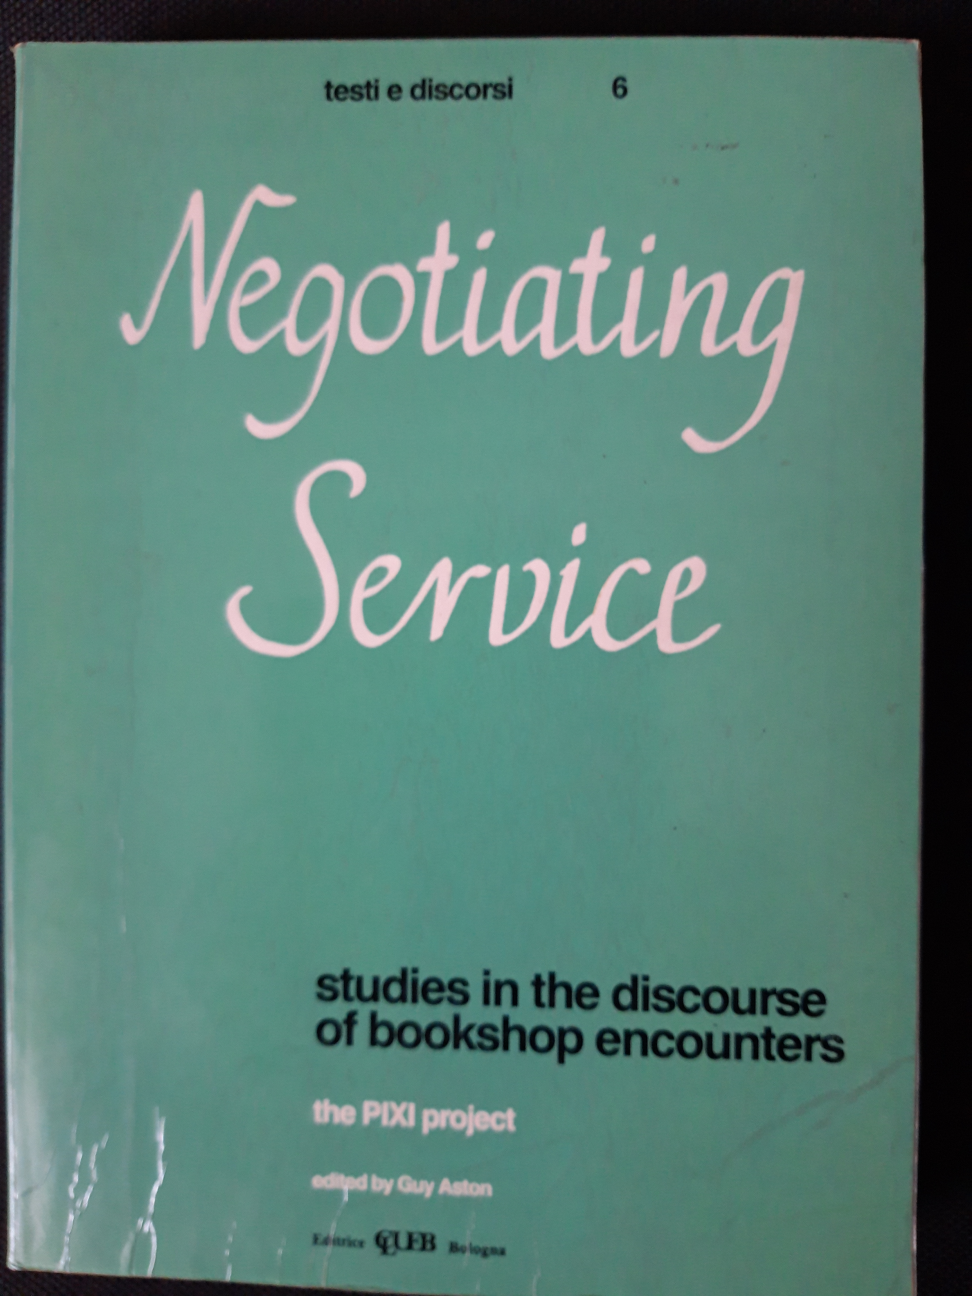 testi e discorsi 6
Negotiating
Service
studies in the discourse
of bookshop encounters
the PIXI project
edited by Guy Aston
Editrice CLUEB Bologna